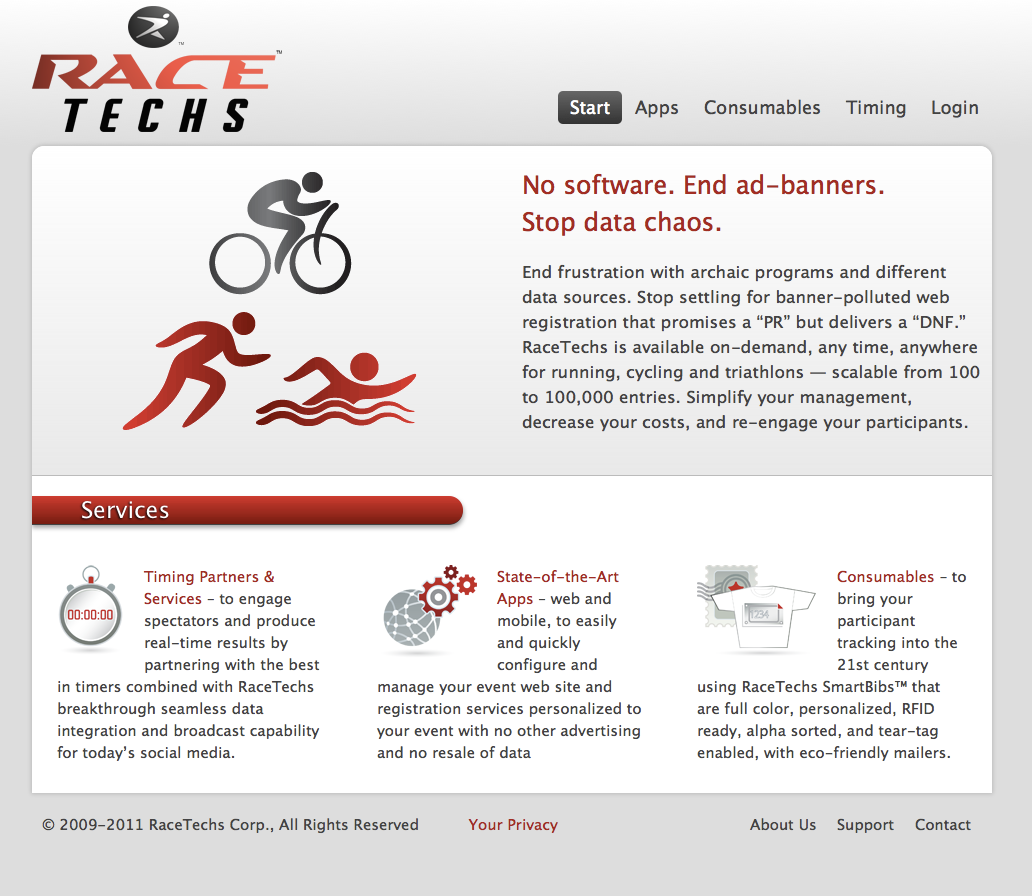 RACE™
TECHS
Start Apps Consumables Timing Login
No software. End ad-banners.
Stop data chaos.
End frustration with archaic programs and different
data sources. Stop settling for banner-polluted web
registration that promises a “PR” but delivers a “DNF.”
RaceTechs is available on-demand, any time, anywhere
for running, cycling and triathlons — scalable from 100
to 100,000 entries. Simplify your management,
decrease your costs, and re-engage your participants.
Services
00:00:00
Timing Partners &
Services – to engage
spectators and produce
real-time results by
partnering with the best
in timers combined with RaceTechs
breakthrough seamless data
integration and broadcast capability
for today’s social media.
State-of-the-Art
Apps – web and
mobile, to easily
and quickly
configure and
manage your event web site and
registration services personalized to
your event with no other advertising
and no resale of data
1234
Consumables – to
bring your
participant
tracking into the
21st century
using RaceTechs SmartBibs™ that
are full color, personalized, RFID
ready, alpha sorted, and tear-tag
enabled, with eco-friendly mailers.
© 2009-2011 RaceTechs Corp., All Rights Reserved Your Privacy About Us Support Contact